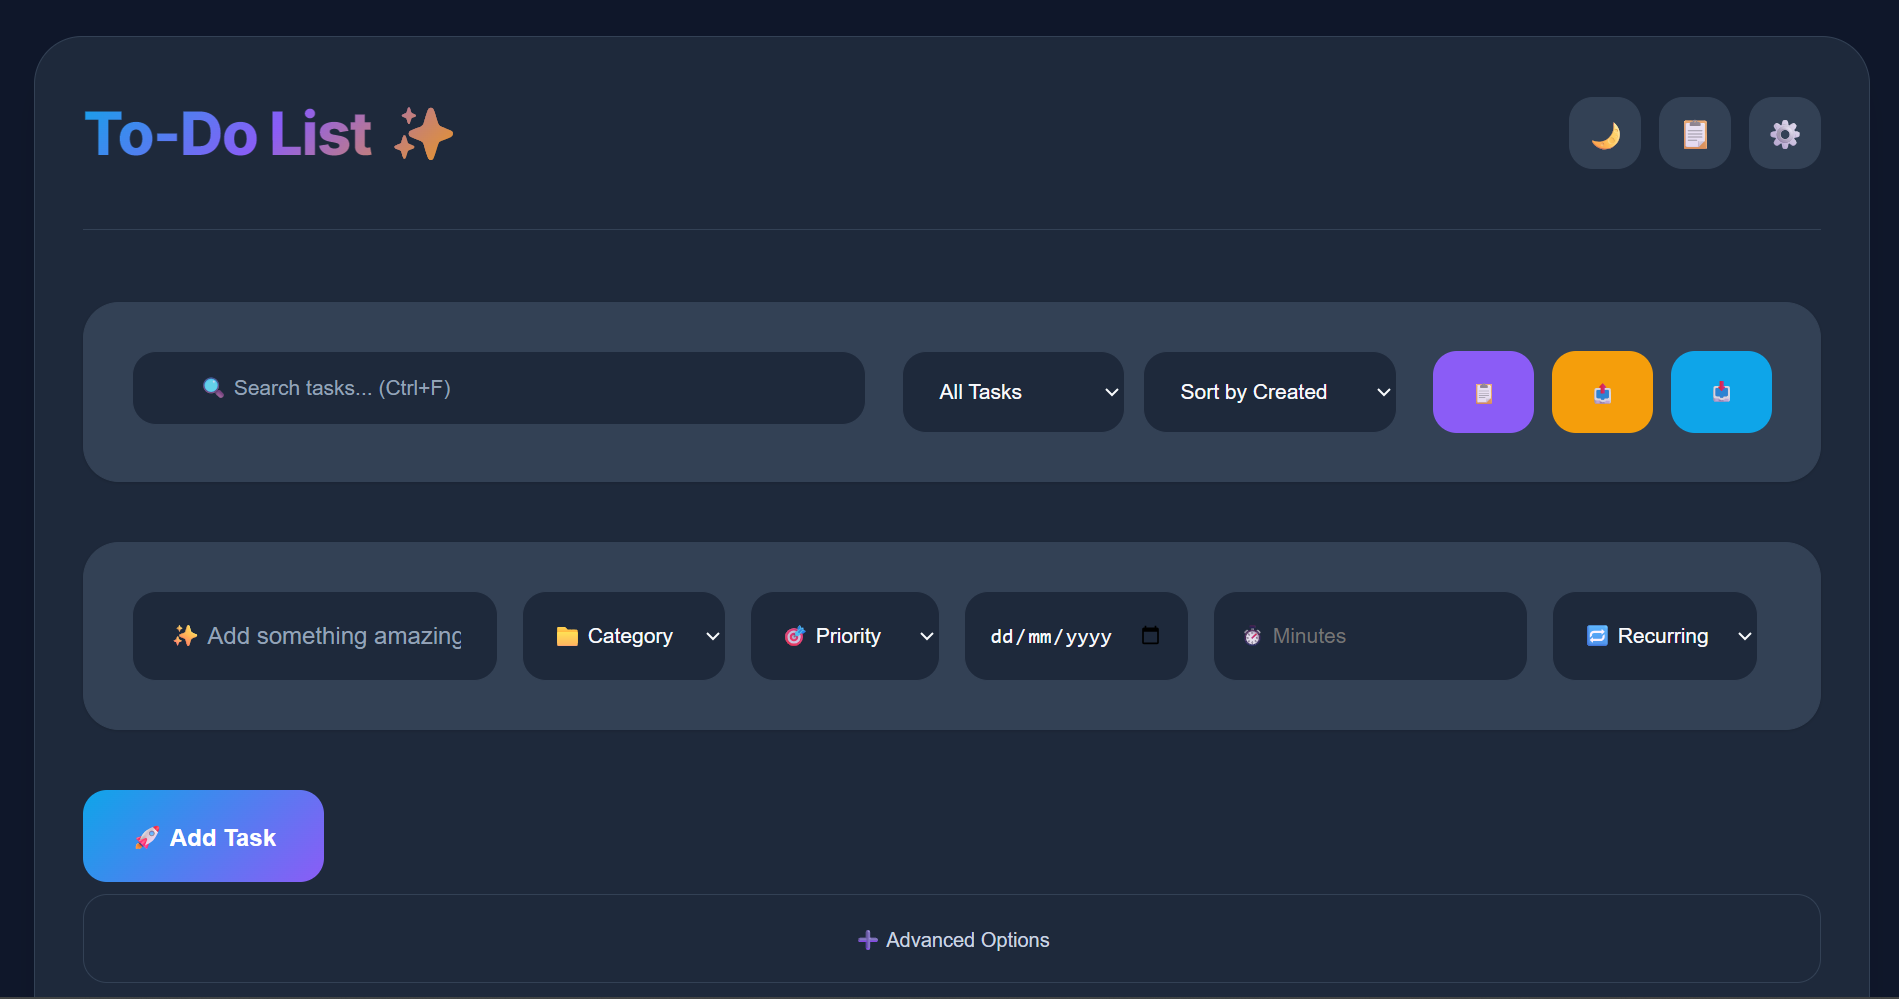 To-Do List ✨
🔍 Search tasks... (Ctrl+F)
All Tasks
Sort by Created
✨ Add something amazing
📁 Category
🎯 Priority
dd/mm/yyyy
⏱️ Minutes
🔁 Recurring
🚀 Add Task
➕ Advanced Options